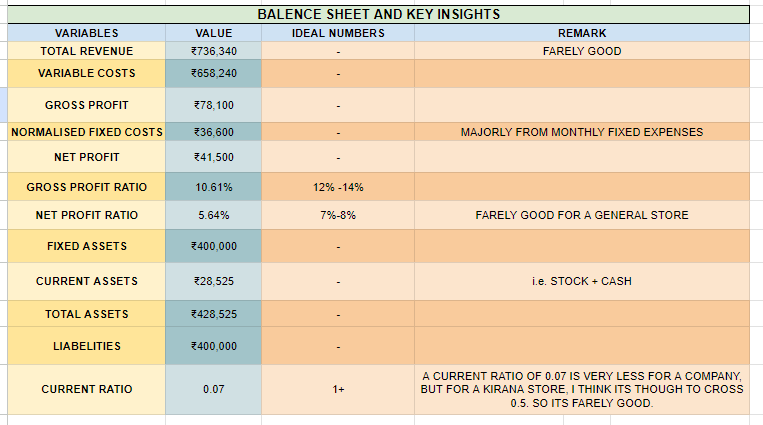 BALENCE SHEET AND KEY INSIGHTS
VARIABLES VALUE IDEAL NUMBERS REMARK
TOTAL REVENUE ₹736,340 - FARELY GOOD
VARIABLE COSTS ₹658,240 -
GROSS PROFIT ₹78,100 -
NORMALISED FIXED COSTS ₹36,600 - MAJORLY FROM MONTHLY FIXED EXPENSES
NET PROFIT ₹41,500 -
GROSS PROFIT RATIO 10.61% 12% -14%
NET PROFIT RATIO 5.64% 7%-8% FARELY GOOD FOR A GENERAL STORE
FIXED ASSETS ₹400,000 -
CURRENT ASSETS ₹28,525 - i.e. STOCK + CASH
TOTAL ASSETS ₹428,525 -
LIABELITIES ₹400,000 -
CURRENT RATIO 0.07 1+ A CURRENT RATIO OF 0.07 IS VERY LESS FOR A COMPANY,
BUT FOR A KIRANA STORE, I THINK ITS THOUGH TO CROSS
0.5. SO ITS FARELY GOOD.